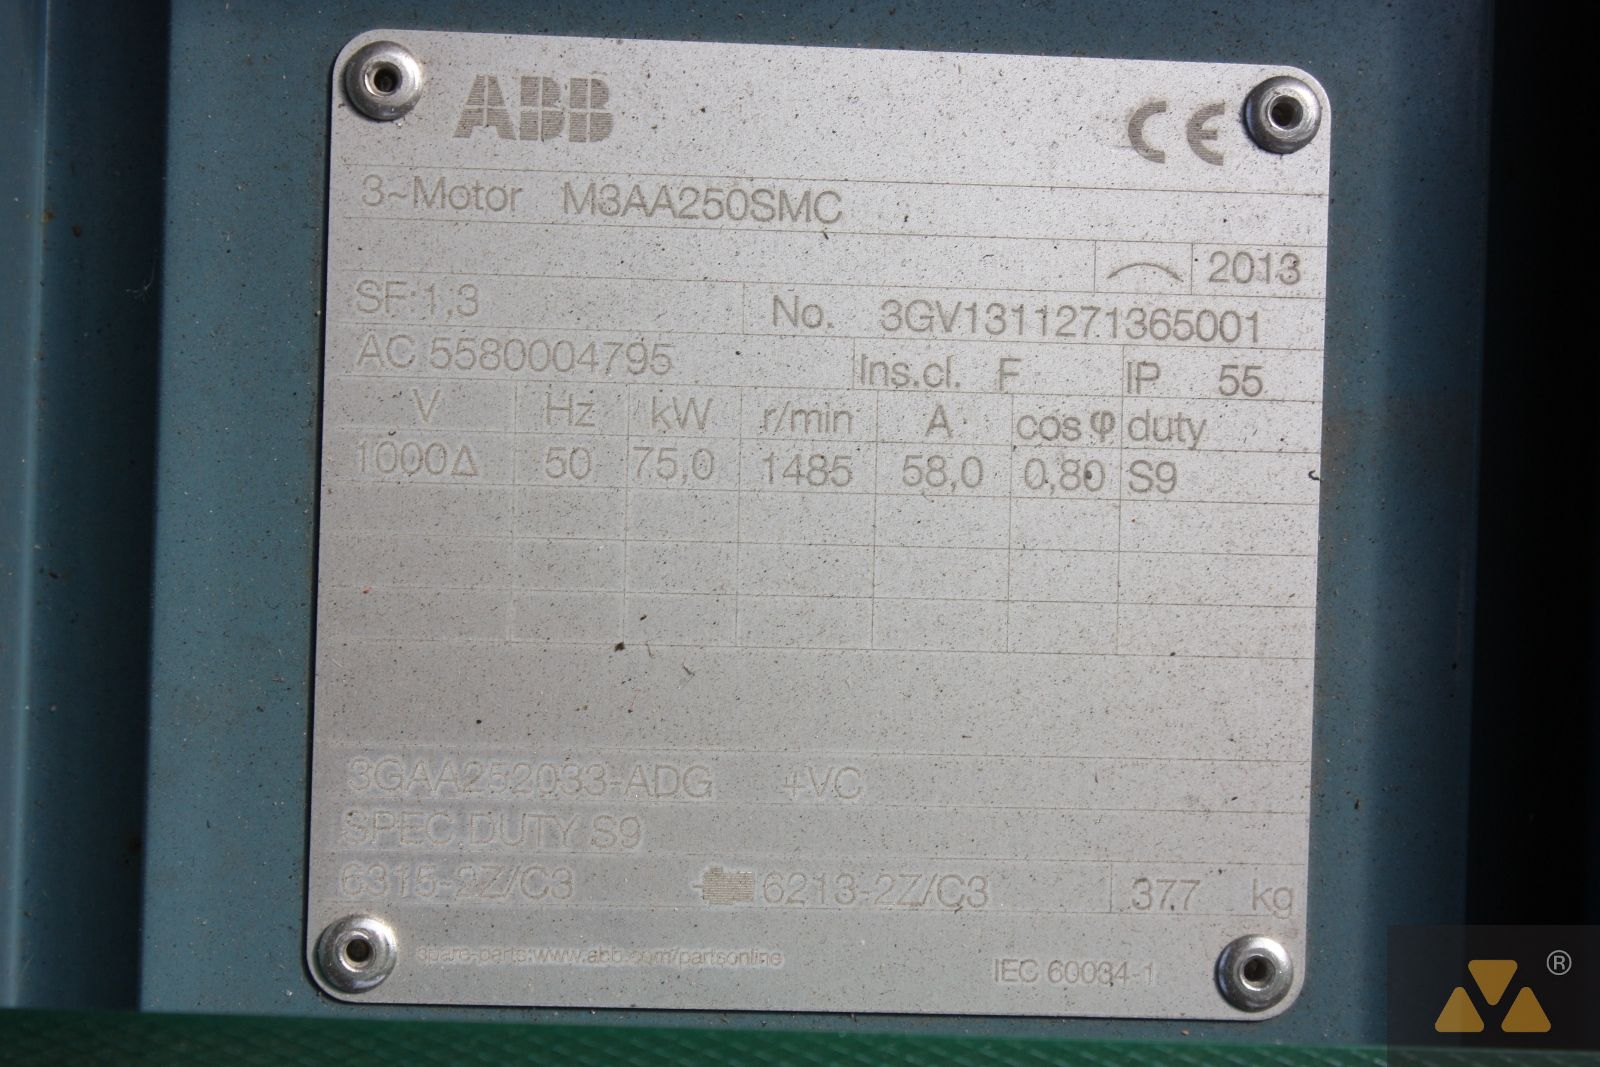 ABB CE
3~Motor M3AA250SMC
2013
SF:1,3 No. 3GV1311271365001
AC 5580004795 Ins.cl. F IP 55
V Hz kW r/min A cos φ duty
1000Δ 50 75,0 1485 58,0 0,80 S9
3GAA252033-ADG +VC
SPEC DUTY S9
6315-2Z/C3 6213-2Z/C3 377 kg
spare-parts:www.abb.com/partsonline IEC 60034-1
®